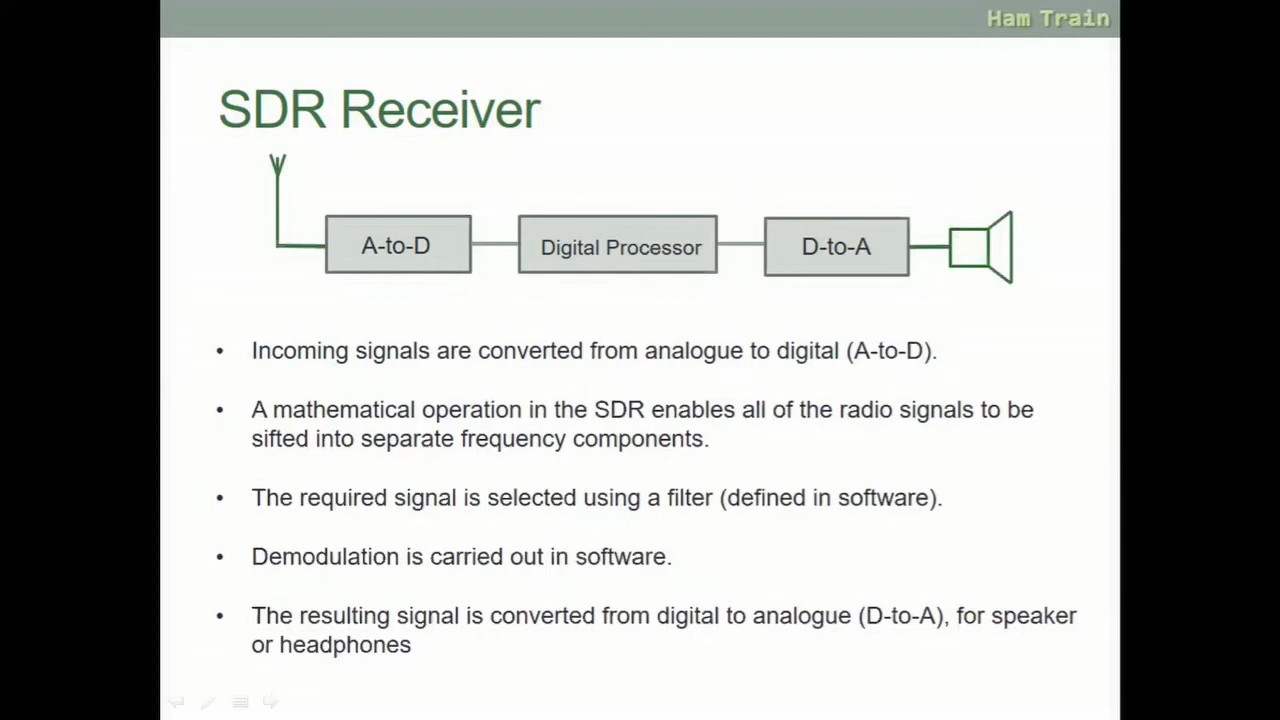 Ham Train
SDR Receiver
A-to-D
Digital Processor
D-to-A
• Incoming signals are converted from analogue to digital (A-to-D).
• A mathematical operation in the SDR enables all of the radio signals to be
sifted into separate frequency components.
• The required signal is selected using a filter (defined in software).
• Demodulation is carried out in software.
• The resulting signal is converted from digital to analogue (D-to-A), for speaker
or headphones